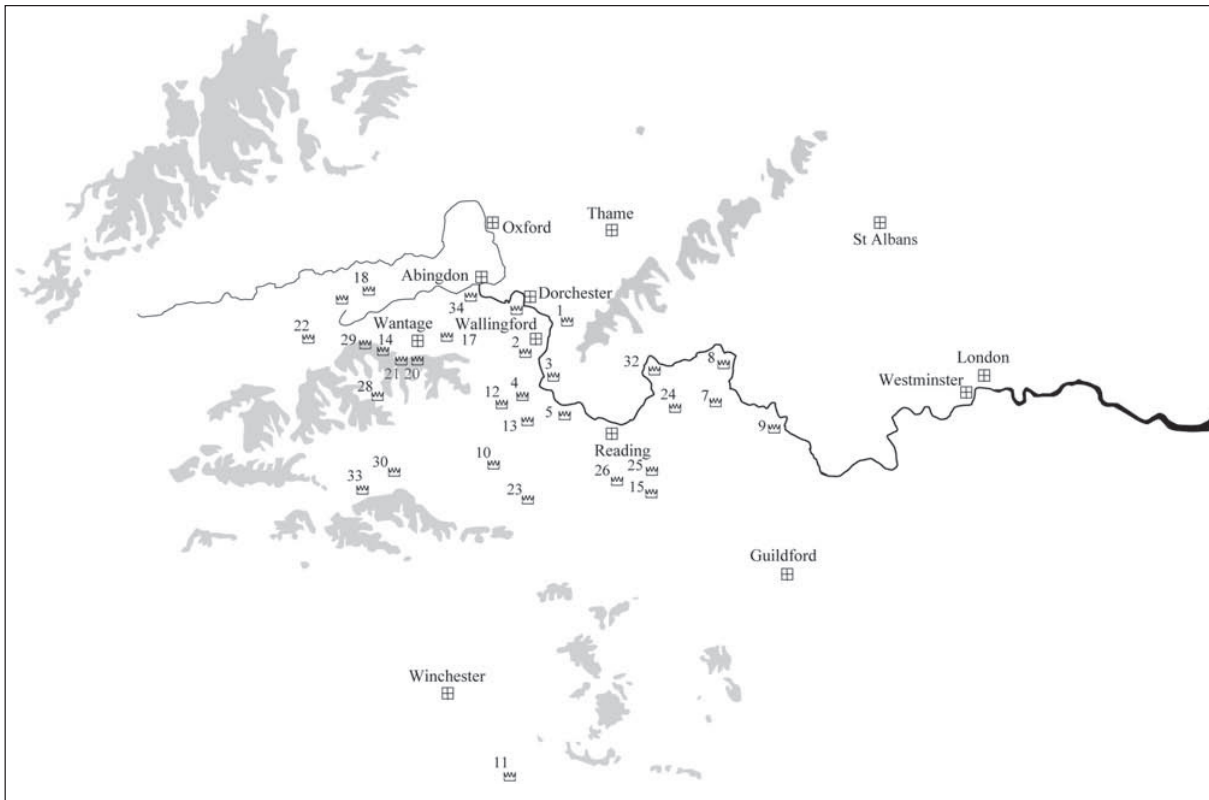 Oxford
Thame
St Albans
18
Abingdon
34
Dorchester
1
22
Wantage
Wallingford
29
14
17
2
21
20
3
32
8
London
Westminster
28
12
4
24
7
5
13
9
Reading
10
30
26
25
33
15
23
Guildford
Winchester
11